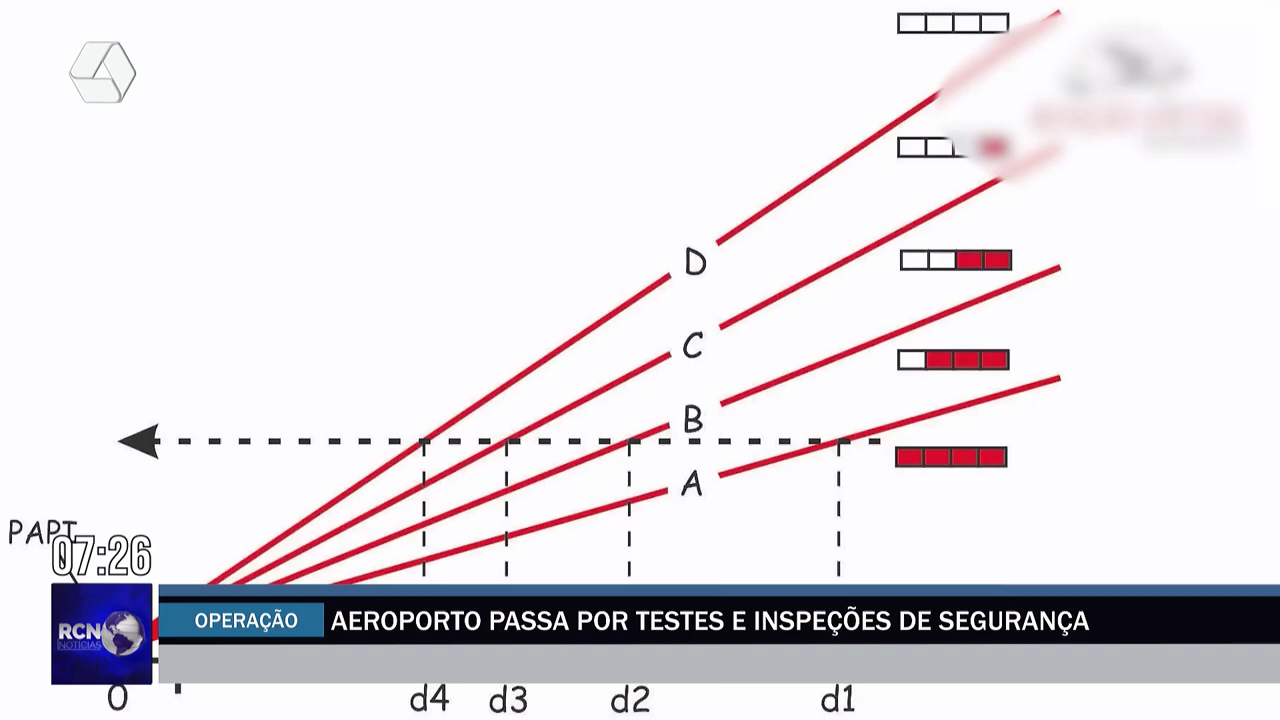 D
C
B
A
PAPI
07:26
RCN
NOTÍCIAS
OPERAÇÃO
AEROPORTO PASSA POR TESTES E INSPEÇÕES DE SEGURANÇA
0
d4
d3
d2
d1